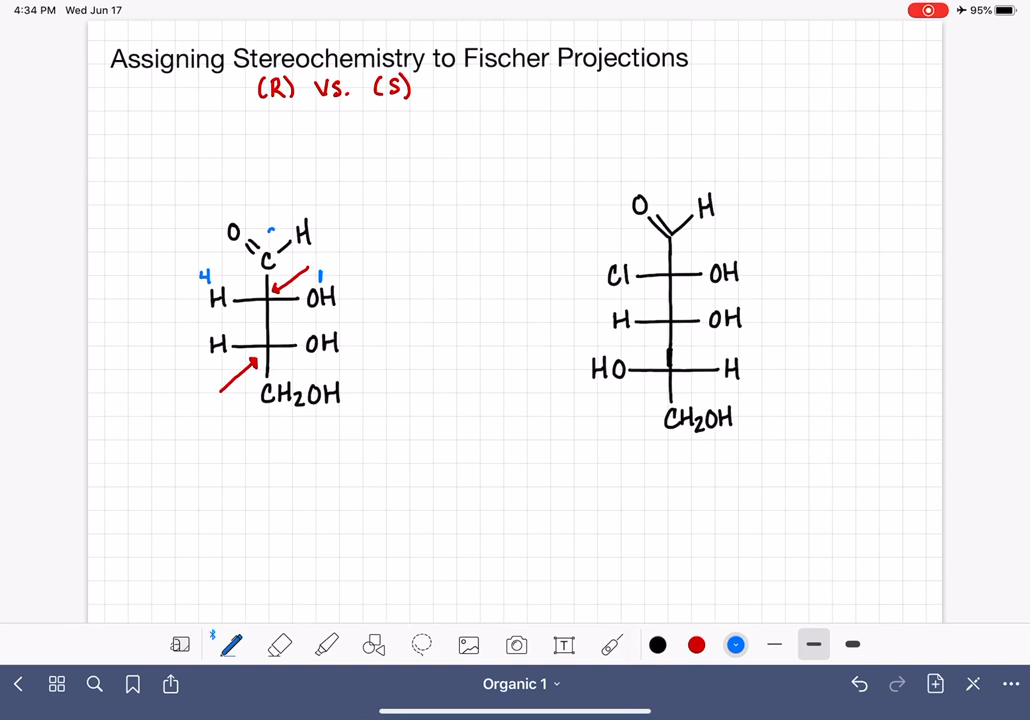 4:34 PM Wed Jun 17
95%
Assigning Stereochemistry to Fischer Projections
(R) vs. (S)
O H
C
4 1
H OH
H OH
CH2OH
O H
Cl OH
H OH
HO H
CH2OH
T
Organic 1